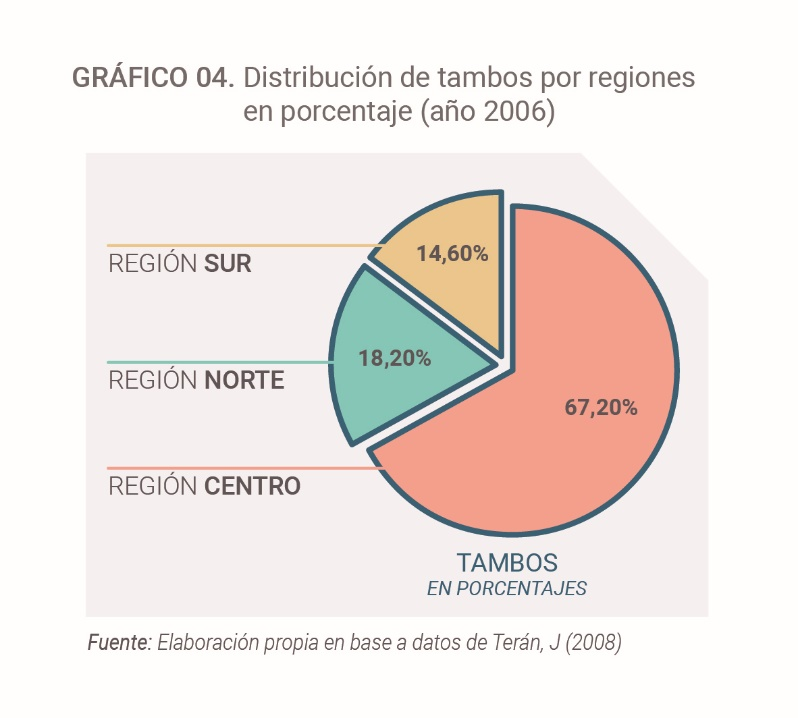 GRÁFICO 04. Distribución de tambos por regiones
en porcentaje (año 2006)
14,60%
REGIÓN SUR
18,20%
REGIÓN NORTE
67,20%
REGIÓN CENTRO
TAMBOS
EN PORCENTAJES
Fuente: Elaboración propia en base a datos de Terán, J (2008)